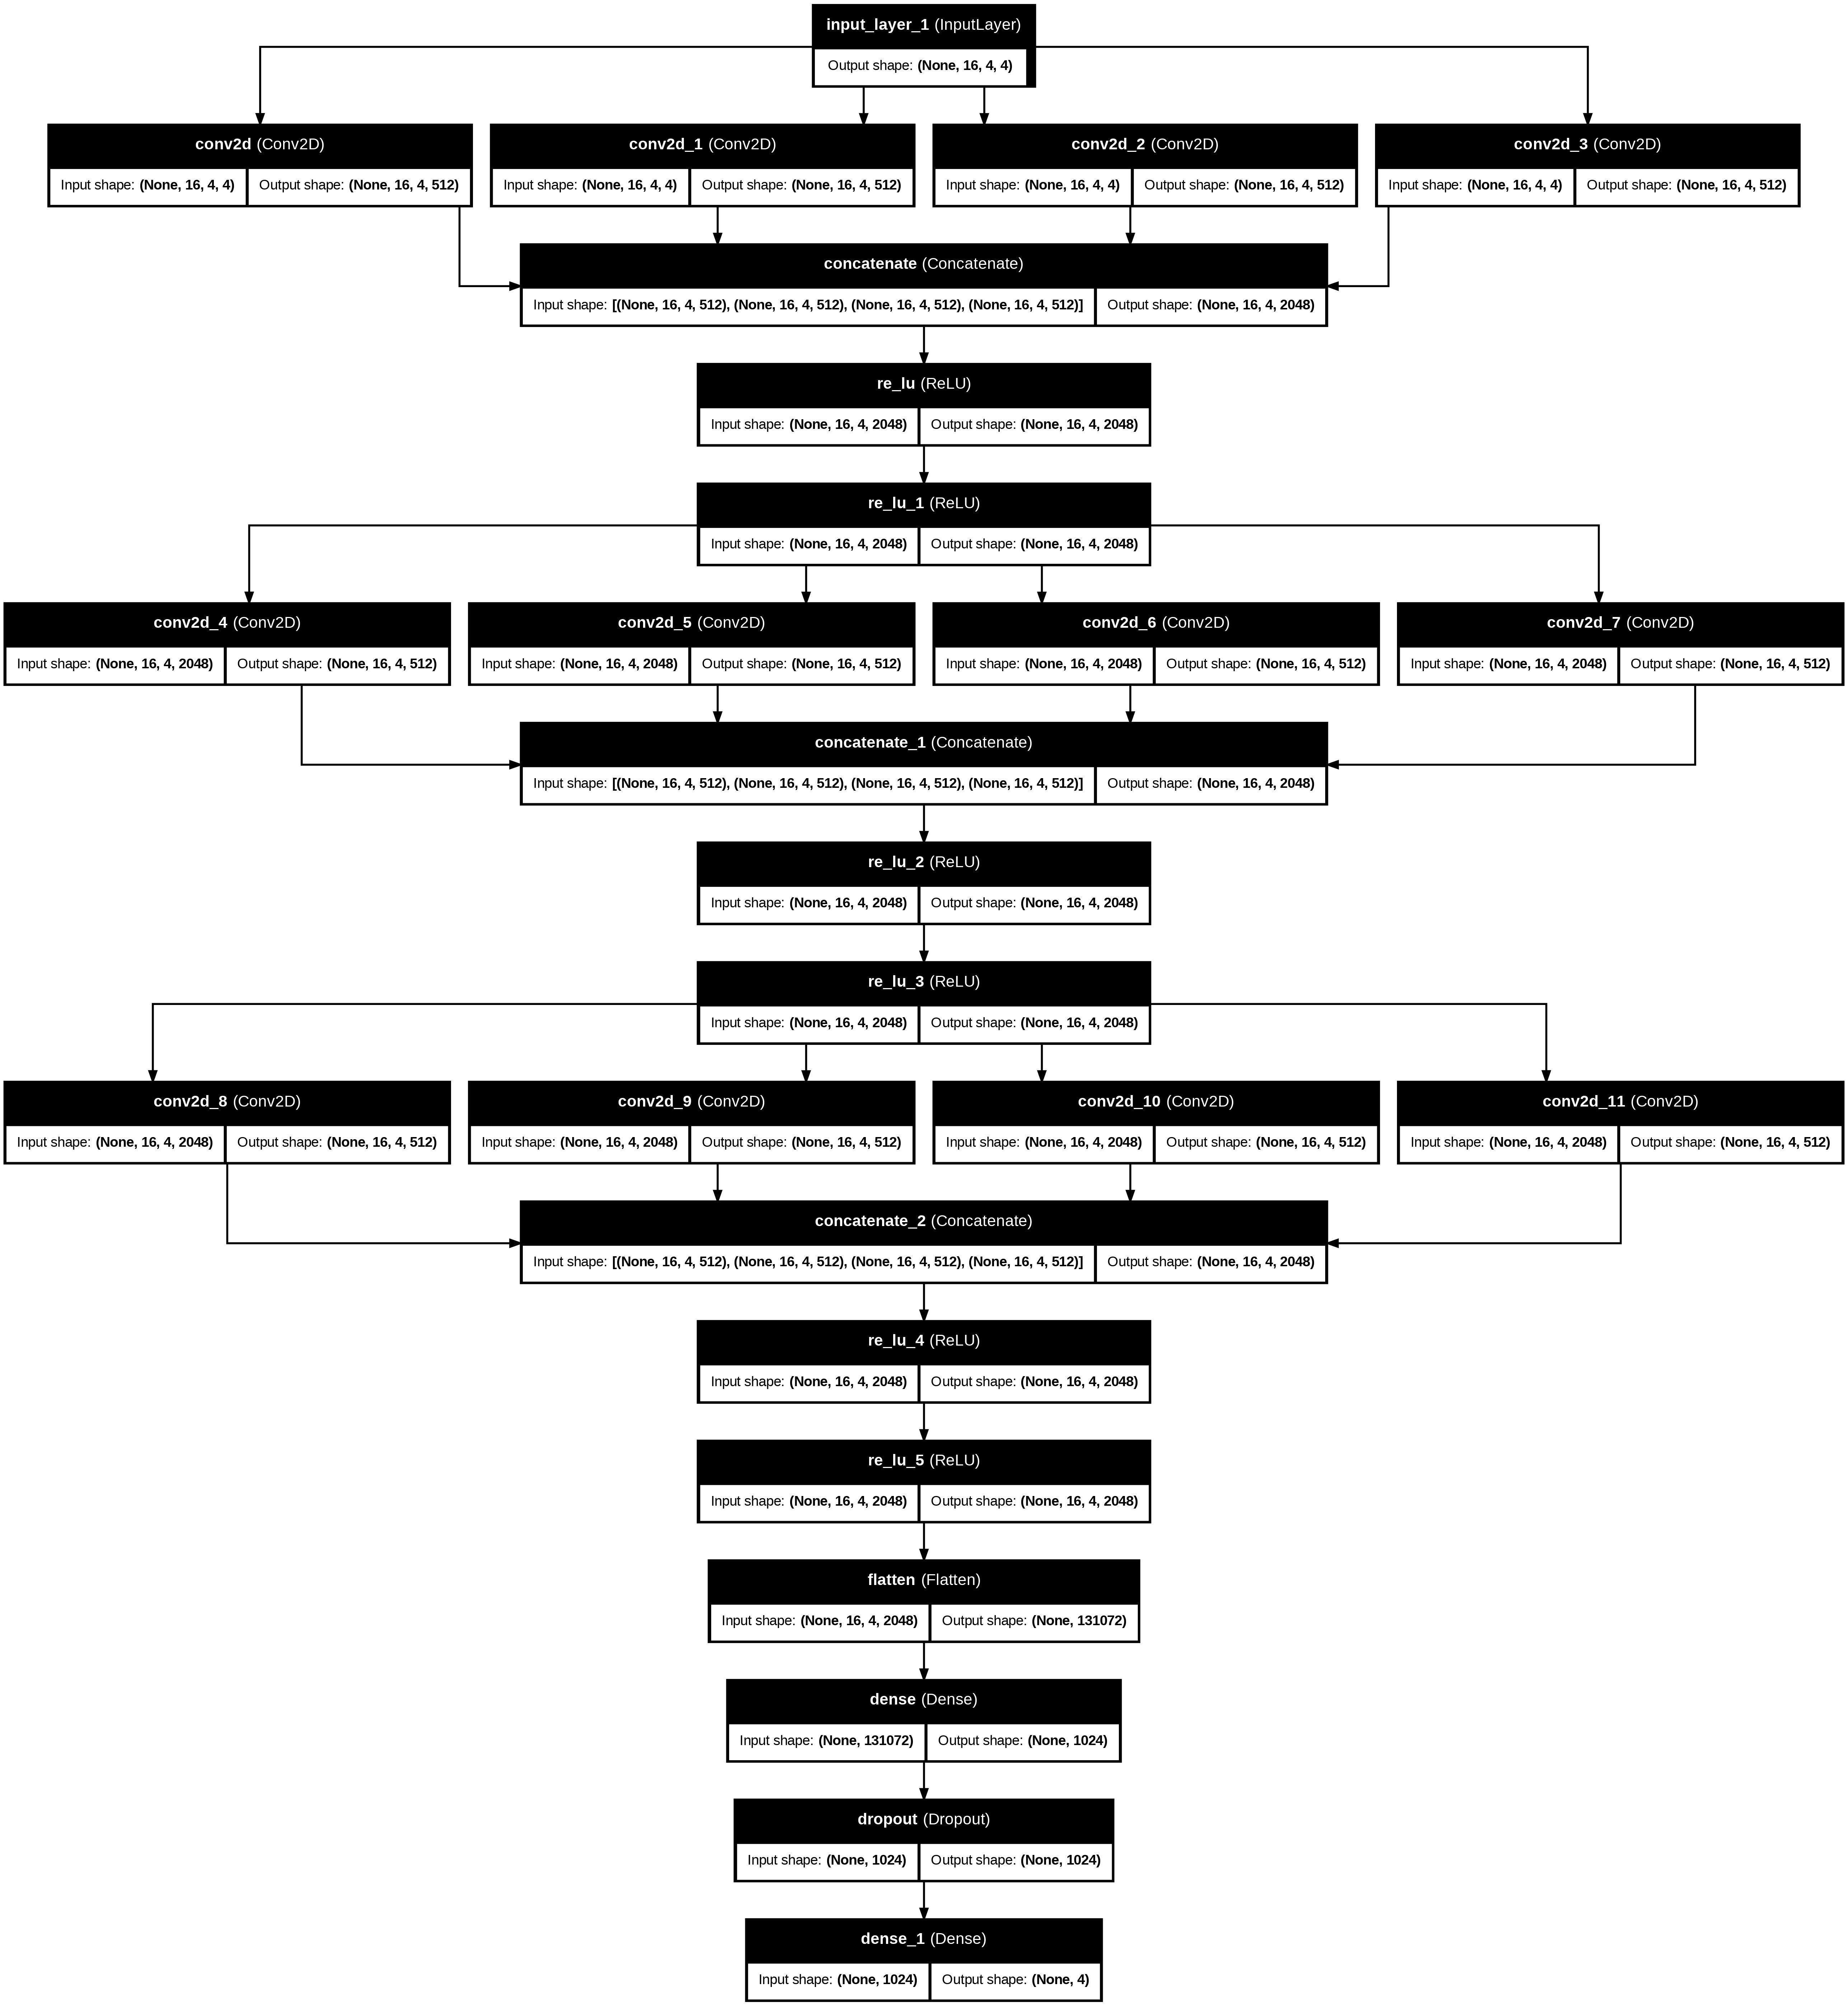 input_layer_1 (InputLayer)
Output shape: (None, 16, 4, 4)
conv2d (Conv2D)
Input shape: (None, 16, 4, 4) Output shape: (None, 16, 4, 512)
conv2d_1 (Conv2D)
Input shape: (None, 16, 4, 4) Output shape: (None, 16, 4, 512)
conv2d_2 (Conv2D)
Input shape: (None, 16, 4, 4) Output shape: (None, 16, 4, 512)
conv2d_3 (Conv2D)
Input shape: (None, 16, 4, 4) Output shape: (None, 16, 4, 512)
concatenate (Concatenate)
Input shape: [(None, 16, 4, 512), (None, 16, 4, 512), (None, 16, 4, 512), (None, 16, 4, 512)] Output shape: (None, 16, 4, 2048)
re_lu (ReLU)
Input shape: (None, 16, 4, 2048) Output shape: (None, 16, 4, 2048)
re_lu_1 (ReLU)
Input shape: (None, 16, 4, 2048) Output shape: (None, 16, 4, 2048)
conv2d_4 (Conv2D)
Input shape: (None, 16, 4, 2048) Output shape: (None, 16, 4, 512)
conv2d_5 (Conv2D)
Input shape: (None, 16, 4, 2048) Output shape: (None, 16, 4, 512)
conv2d_6 (Conv2D)
Input shape: (None, 16, 4, 2048) Output shape: (None, 16, 4, 512)
conv2d_7 (Conv2D)
Input shape: (None, 16, 4, 2048) Output shape: (None, 16, 4, 512)
concatenate_1 (Concatenate)
Input shape: [(None, 16, 4, 512), (None, 16, 4, 512), (None, 16, 4, 512), (None, 16, 4, 512)] Output shape: (None, 16, 4, 2048)
re_lu_2 (ReLU)
Input shape: (None, 16, 4, 2048) Output shape: (None, 16, 4, 2048)
re_lu_3 (ReLU)
Input shape: (None, 16, 4, 2048) Output shape: (None, 16, 4, 2048)
conv2d_8 (Conv2D)
Input shape: (None, 16, 4, 2048) Output shape: (None, 16, 4, 512)
conv2d_9 (Conv2D)
Input shape: (None, 16, 4, 2048) Output shape: (None, 16, 4, 512)
conv2d_10 (Conv2D)
Input shape: (None, 16, 4, 2048) Output shape: (None, 16, 4, 512)
conv2d_11 (Conv2D)
Input shape: (None, 16, 4, 2048) Output shape: (None, 16, 4, 512)
concatenate_2 (Concatenate)
Input shape: [(None, 16, 4, 512), (None, 16, 4, 512), (None, 16, 4, 512), (None, 16, 4, 512)] Output shape: (None, 16, 4, 2048)
re_lu_4 (ReLU)
Input shape: (None, 16, 4, 2048) Output shape: (None, 16, 4, 2048)
re_lu_5 (ReLU)
Input shape: (None, 16, 4, 2048) Output shape: (None, 16, 4, 2048)
flatten (Flatten)
Input shape: (None, 16, 4, 2048) Output shape: (None, 131072)
dense (Dense)
Input shape: (None, 131072) Output shape: (None, 1024)
dropout (Dropout)
Input shape: (None, 1024) Output shape: (None, 1024)
dense_1 (Dense)
Input shape: (None, 1024) Output shape: (None, 4)